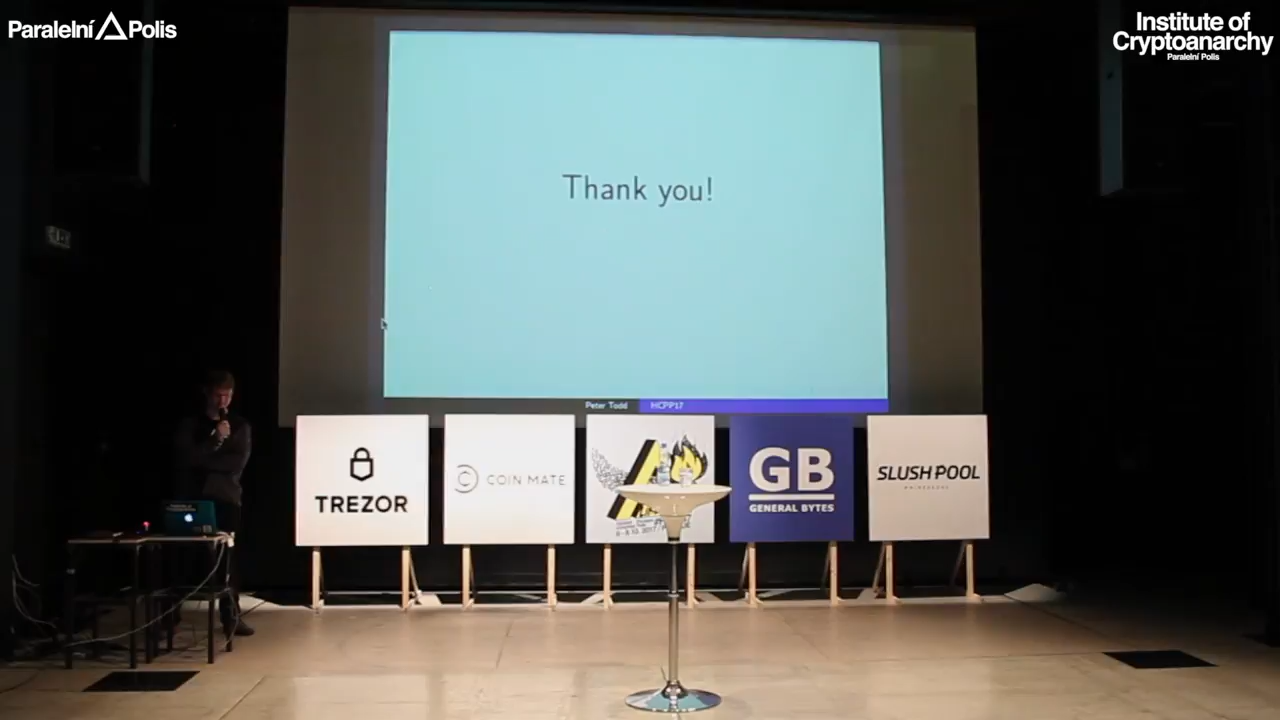 Paralelní Polis
Institute of
Cryptoanarchy
Paralelní Polis
Thank you!
Peter Todd HCPP17
TREZOR
COIN MATE
GB
GENERAL BYTES
SLUSH POOL